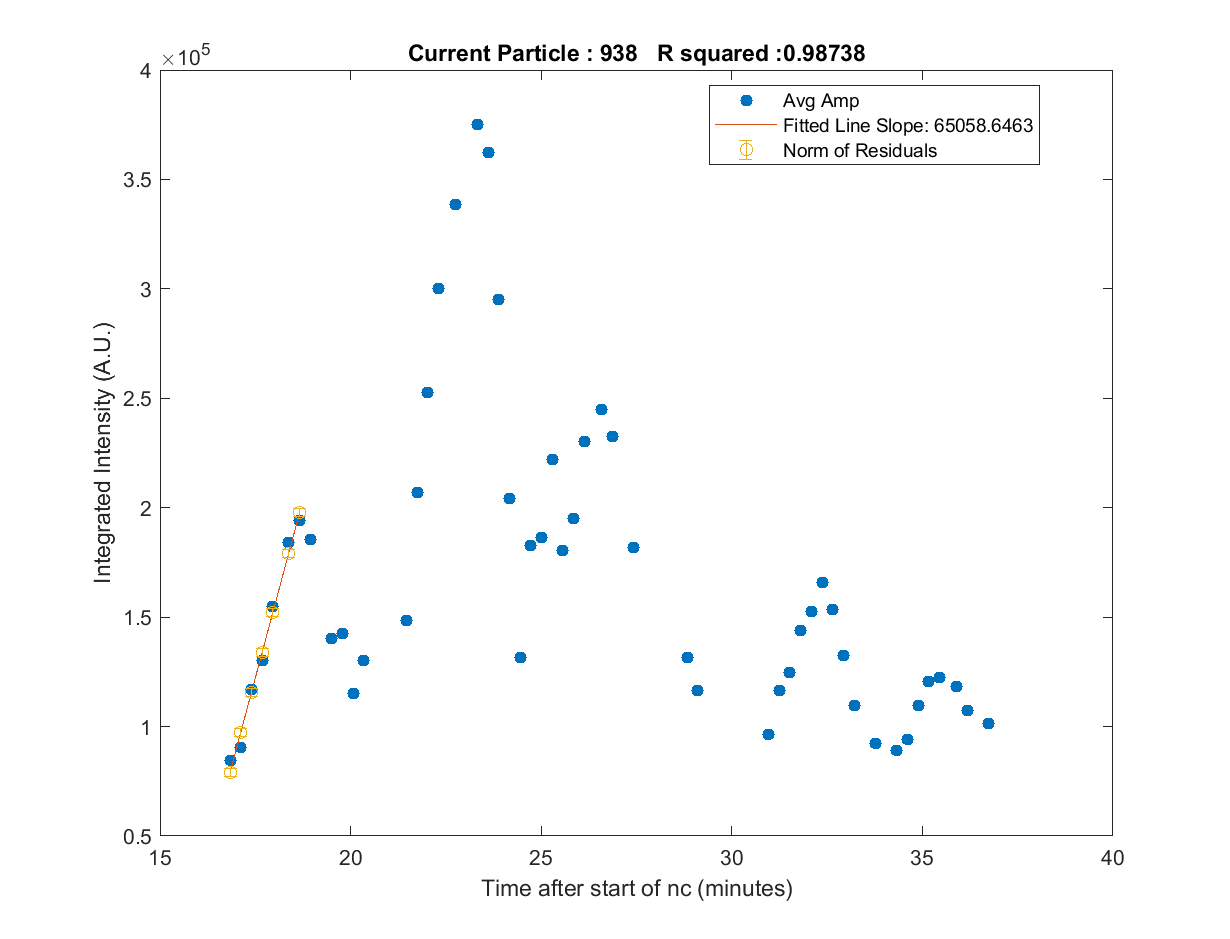 Current Particle : 938   R squared :0.98738
×10^5
4
3.5
3
2.5
2
1.5
1
0.5
15 20 25 30 35 40
Integrated Intensity (A.U.)
Time after start of nc (minutes)
Avg Amp
Fitted Line Slope: 65058.6463
Norm of Residuals